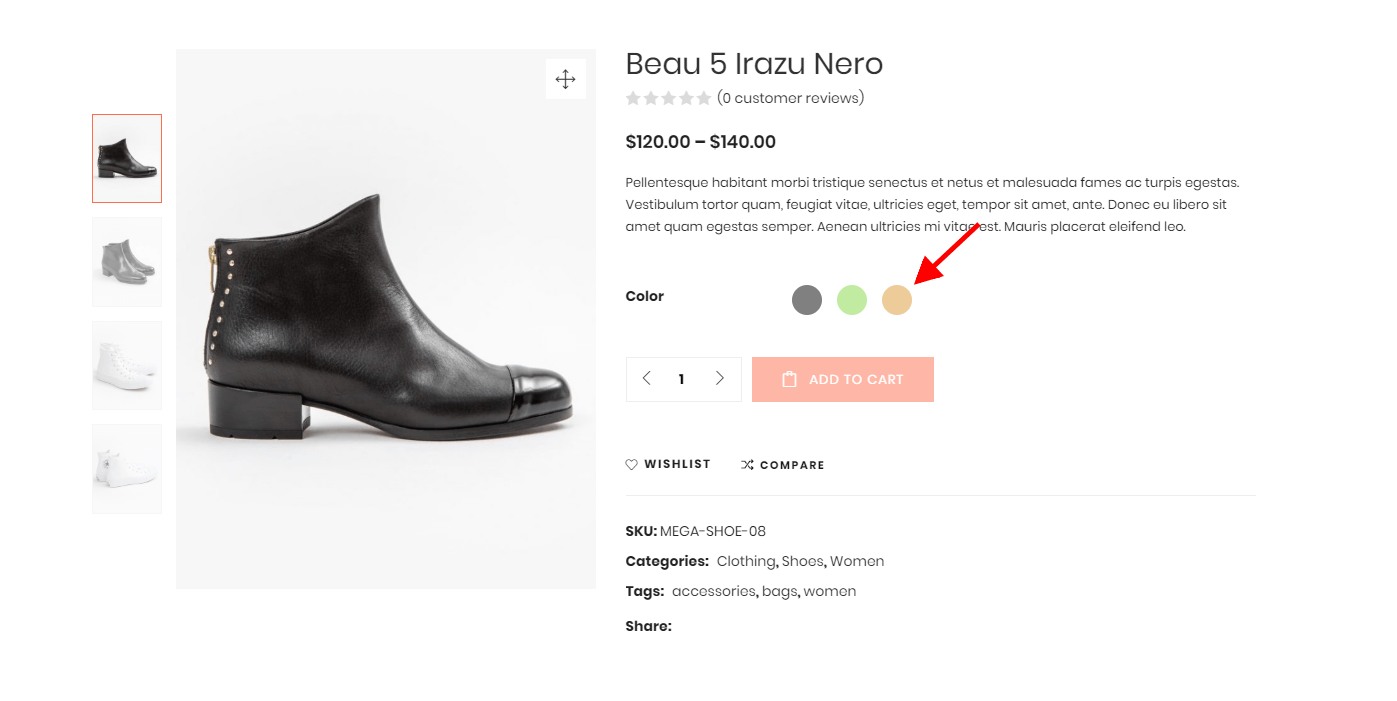 Beau 5 Irazu Nero
(0 customer reviews)
$120.00 – $140.00
Pellentesque habitant morbi tristique senectus et netus et malesuada fames ac turpis egestas.
Vestibulum tortor quam, feugiat vitae, ultricies eget, tempor sit amet, ante. Donec eu libero sit
amet quam egestas semper. Aenean ultricies mi vitae est. Mauris placerat eleifend leo.
Color
1
ADD TO CART
WISHLIST
COMPARE
SKU: MEGA-SHOE-08
Categories: Clothing, Shoes, Women
Tags: accessories, bags, women
Share: